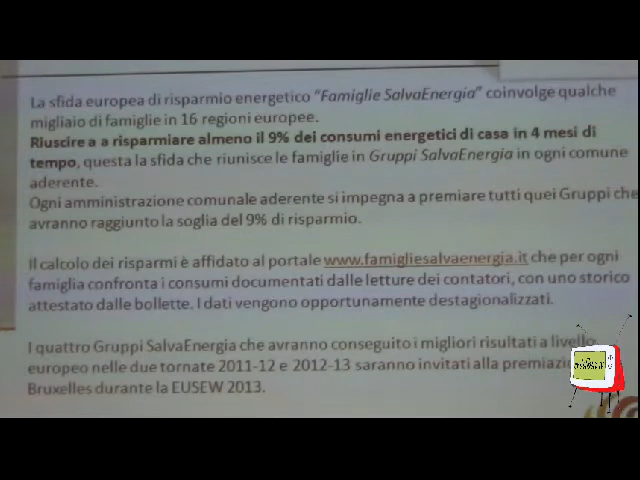 La sfida europea di risparmio energetico "Famiglie SalvaEnergia" coinvolge qualche
migliaio di famiglie in 16 regioni europee.
Riuscire a a risparmiare almeno il 9% dei consumi energetici di casa in 4 mesi di
tempo, questa la sfida che riunisce le famiglie in Gruppi SalvaEnergia in ogni comune
aderente.
Ogni amministrazione comunale aderente si impegna a premiare tutti quei Gruppi che
avranno raggiunto la soglia del 9% di risparmio.
Il calcolo dei risparmi è affidato al portale www.famigliesalvaenergia.it che per ogni
famiglia confronta i consumi documentati dalle letture dei contatori, con uno storico
attestato dalle bollette. I dati vengono opportunamente destagionalizzati.
I quattro Gruppi SalvaEnergia che avranno conseguito i migliori risultati a livello
europeo nelle due tornate 2011-12 e 2012-13 saranno invitati alla
Bruxelles durante la EUSEW 2013.